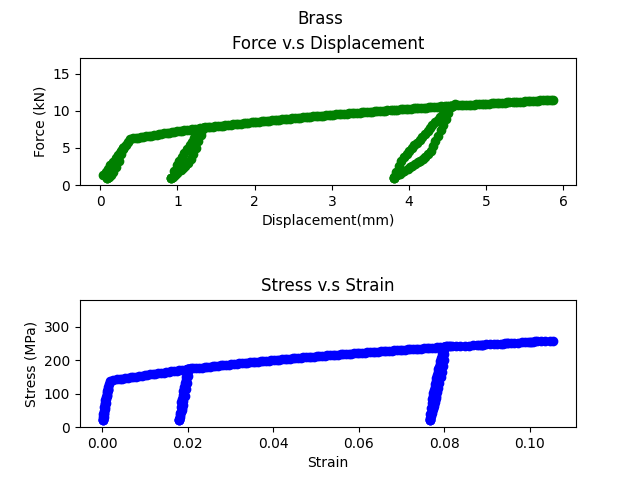 Brass
Force v.s Displacement
15
10
5
0
Force (kN)
0 1 2 3 4 5 6
Displacement(mm)
Stress v.s Strain
300
200
100
0
Stress (MPa)
0.00 0.02 0.04 0.06 0.08 0.10
Strain